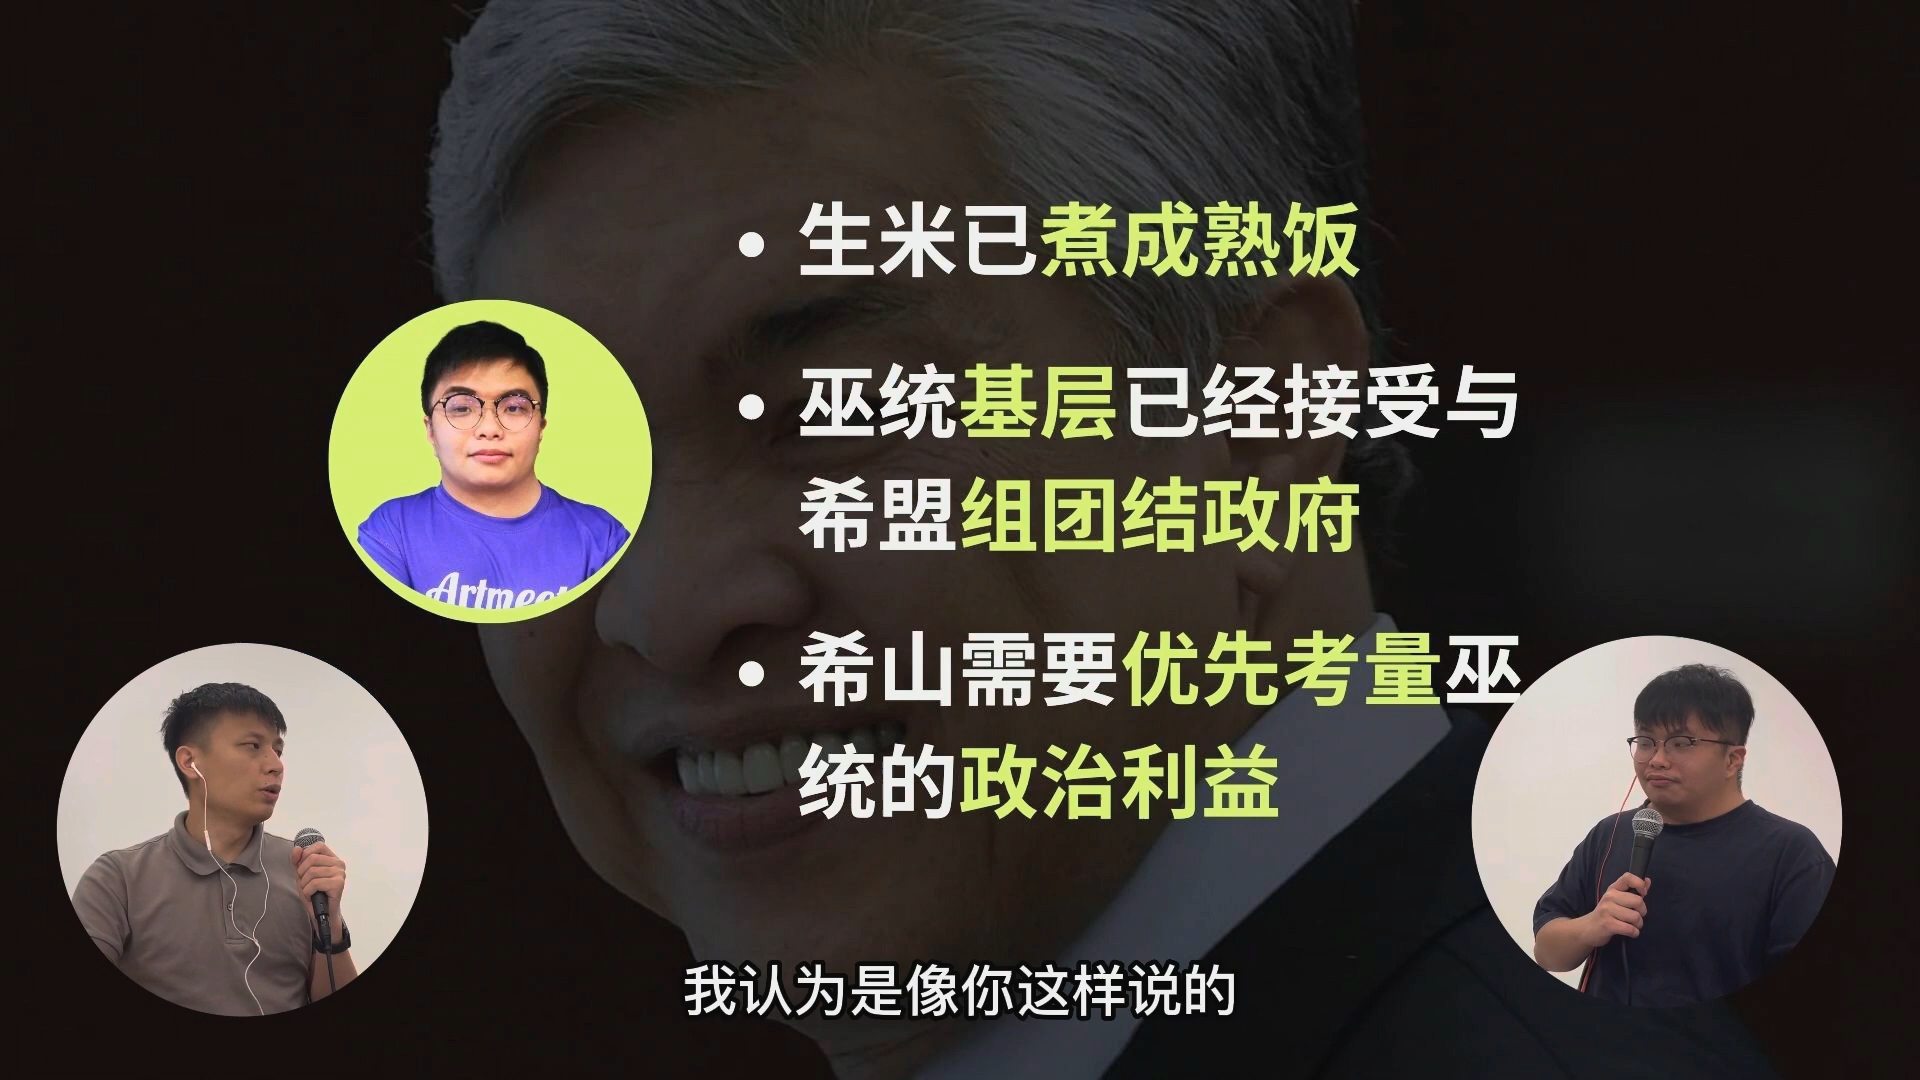 生米已煮成熟饭
巫统基层已经接受与
希盟组团结政府
希山需要优先考量巫
统的政治利益
Artmeet
我认为是像你这样说的